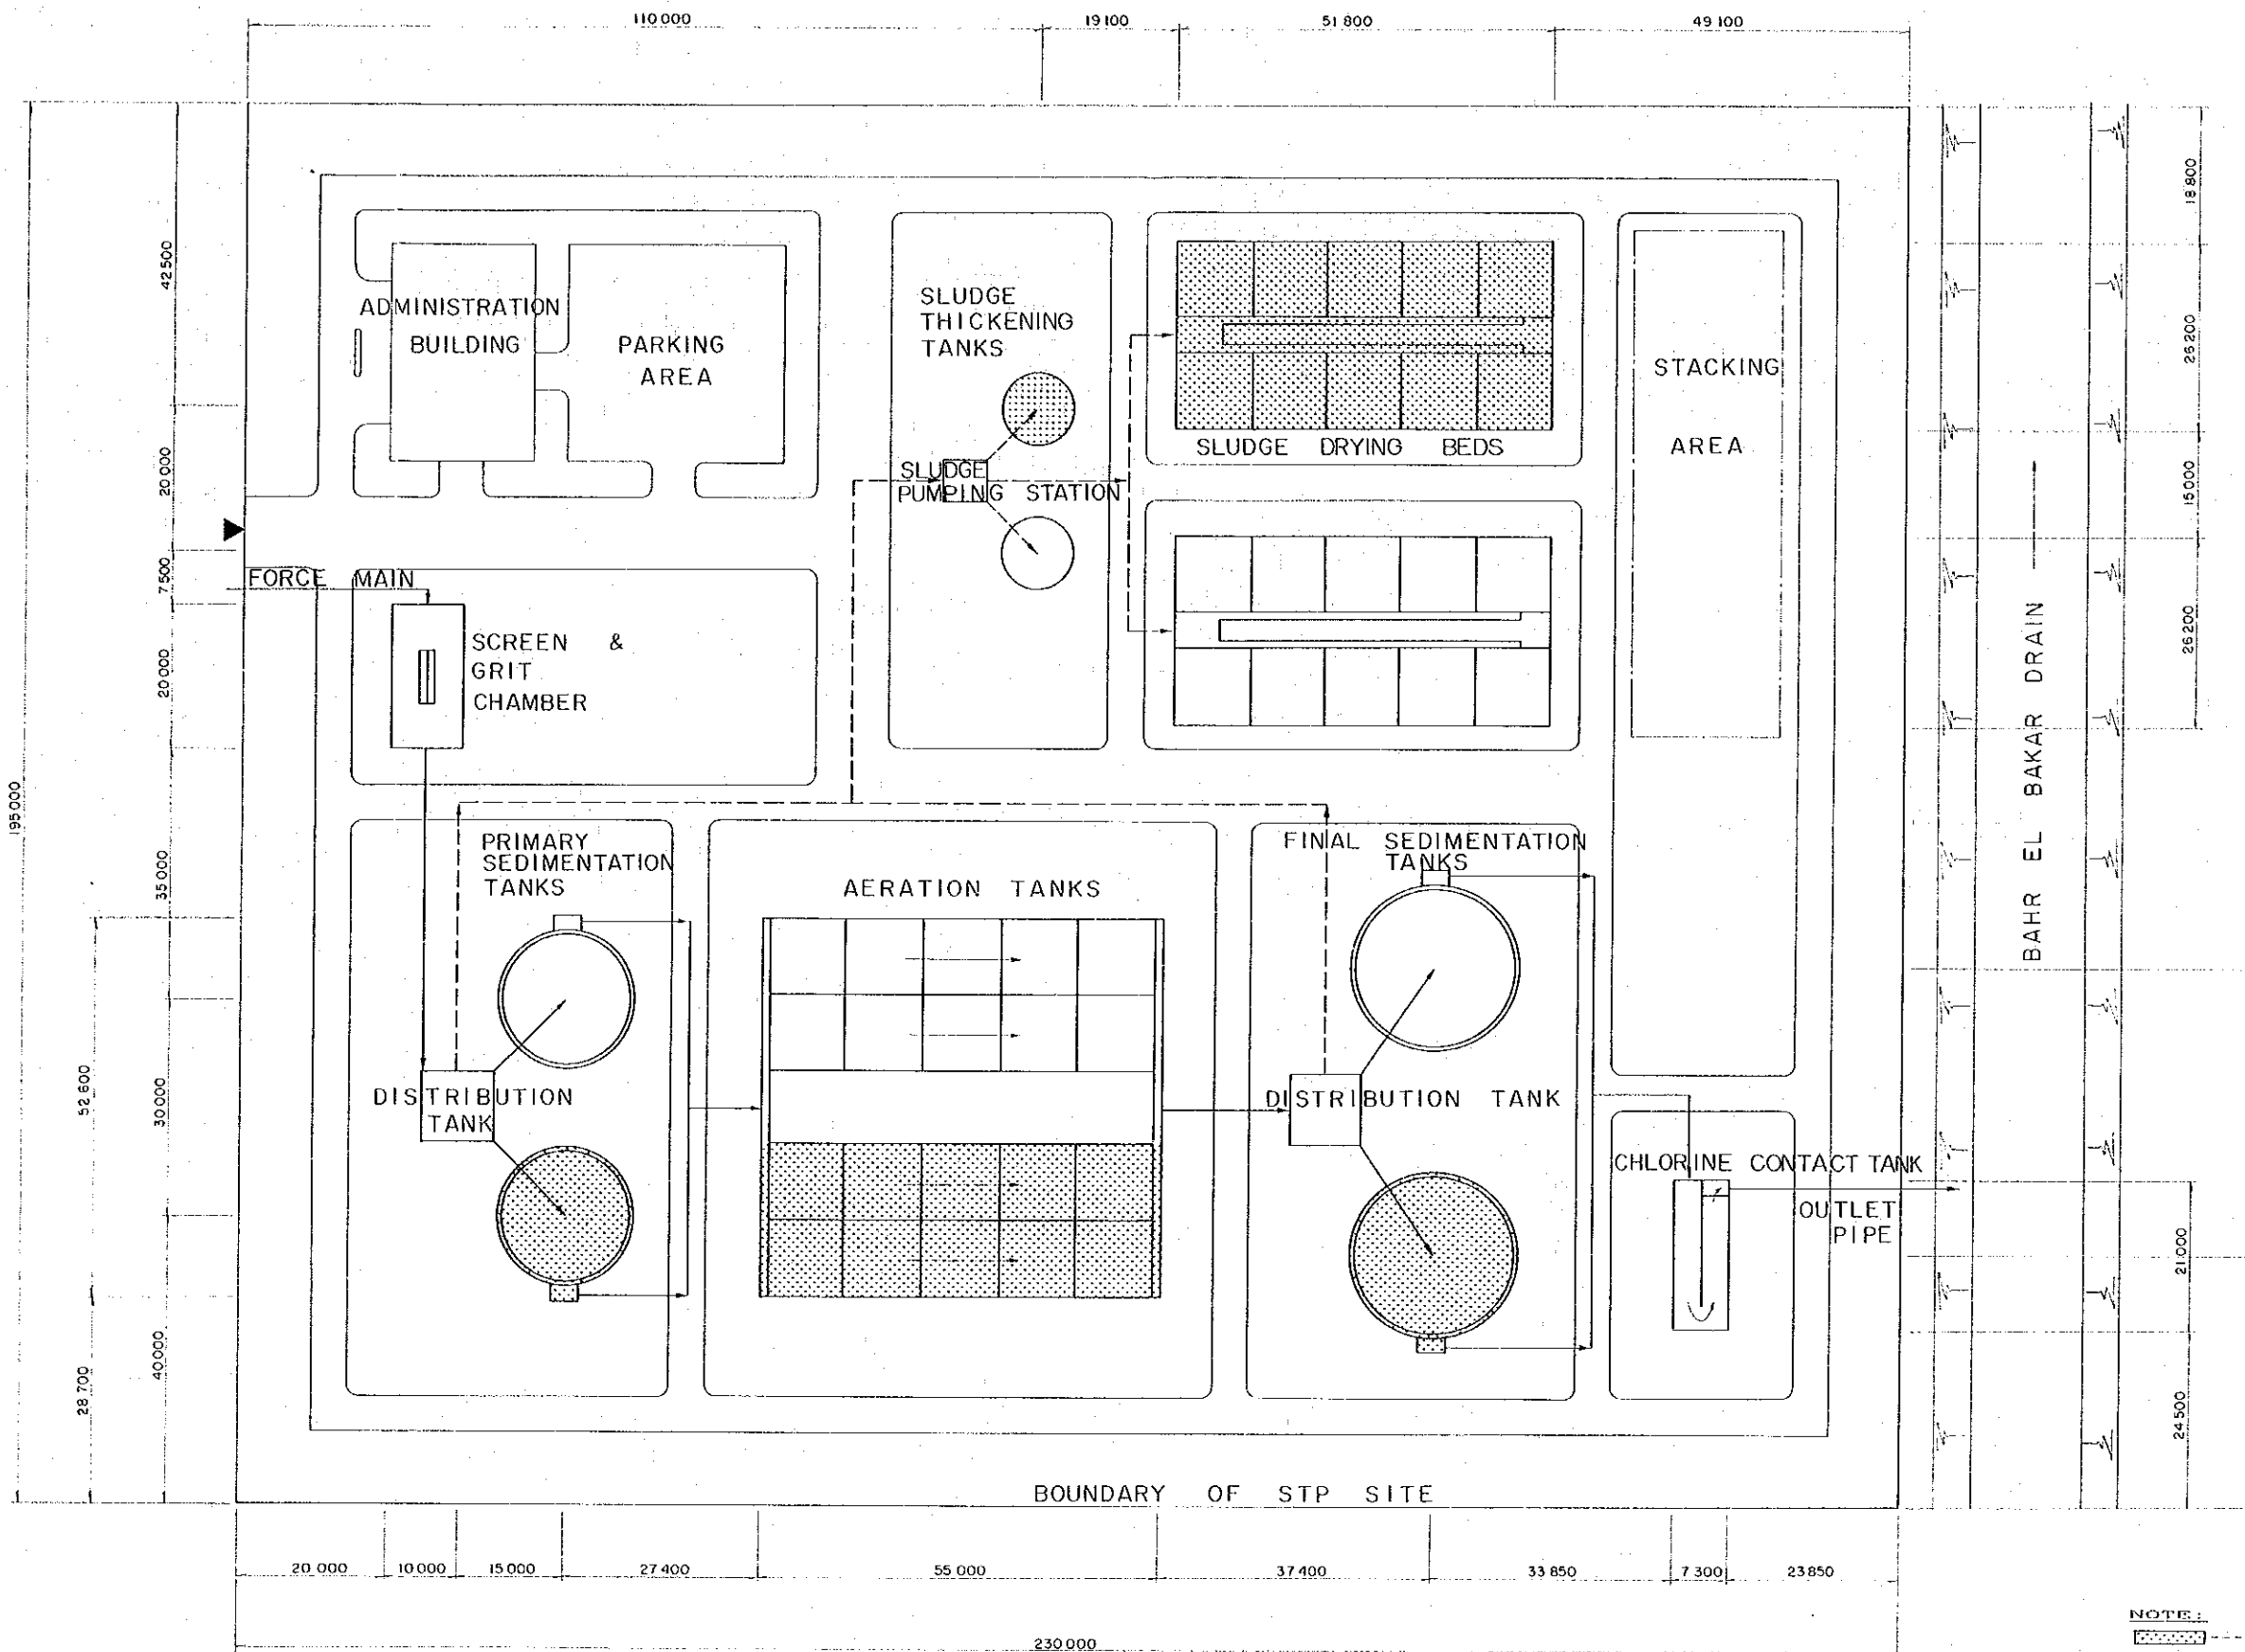 110 000
19 100
51 800
49 100
195 000
42 500
20 000
7 500
20 000
35 000
30 000
40 000
52 600
28 700
18 800
26 200
15 000
26 200
21 000
24 500
ADMINISTRATION
BUILDING
PARKING
AREA
SLUDGE
THICKENING
TANKS
SLUDGE
PUMPING STATION
SLUDGE DRYING BEDS
STACKING
AREA
FORCE MAIN
SCREEN &
GRIT
CHAMBER
BAHR EL BAKAR DRAIN
PRIMARY
SEDIMENTATION
TANKS
AERATION TANKS
FINAL SEDIMENTATION
TANKS
DISTRIBUTION
TANK
DISTRIBUTION TANK
CHLORINE CONTACT TANK
OUTLET
PIPE
BOUNDARY OF STP SITE
20 000
10 000
15 000
27 400
55 000
37 400
33 850
7 300
23 850
230 000
NOTE :